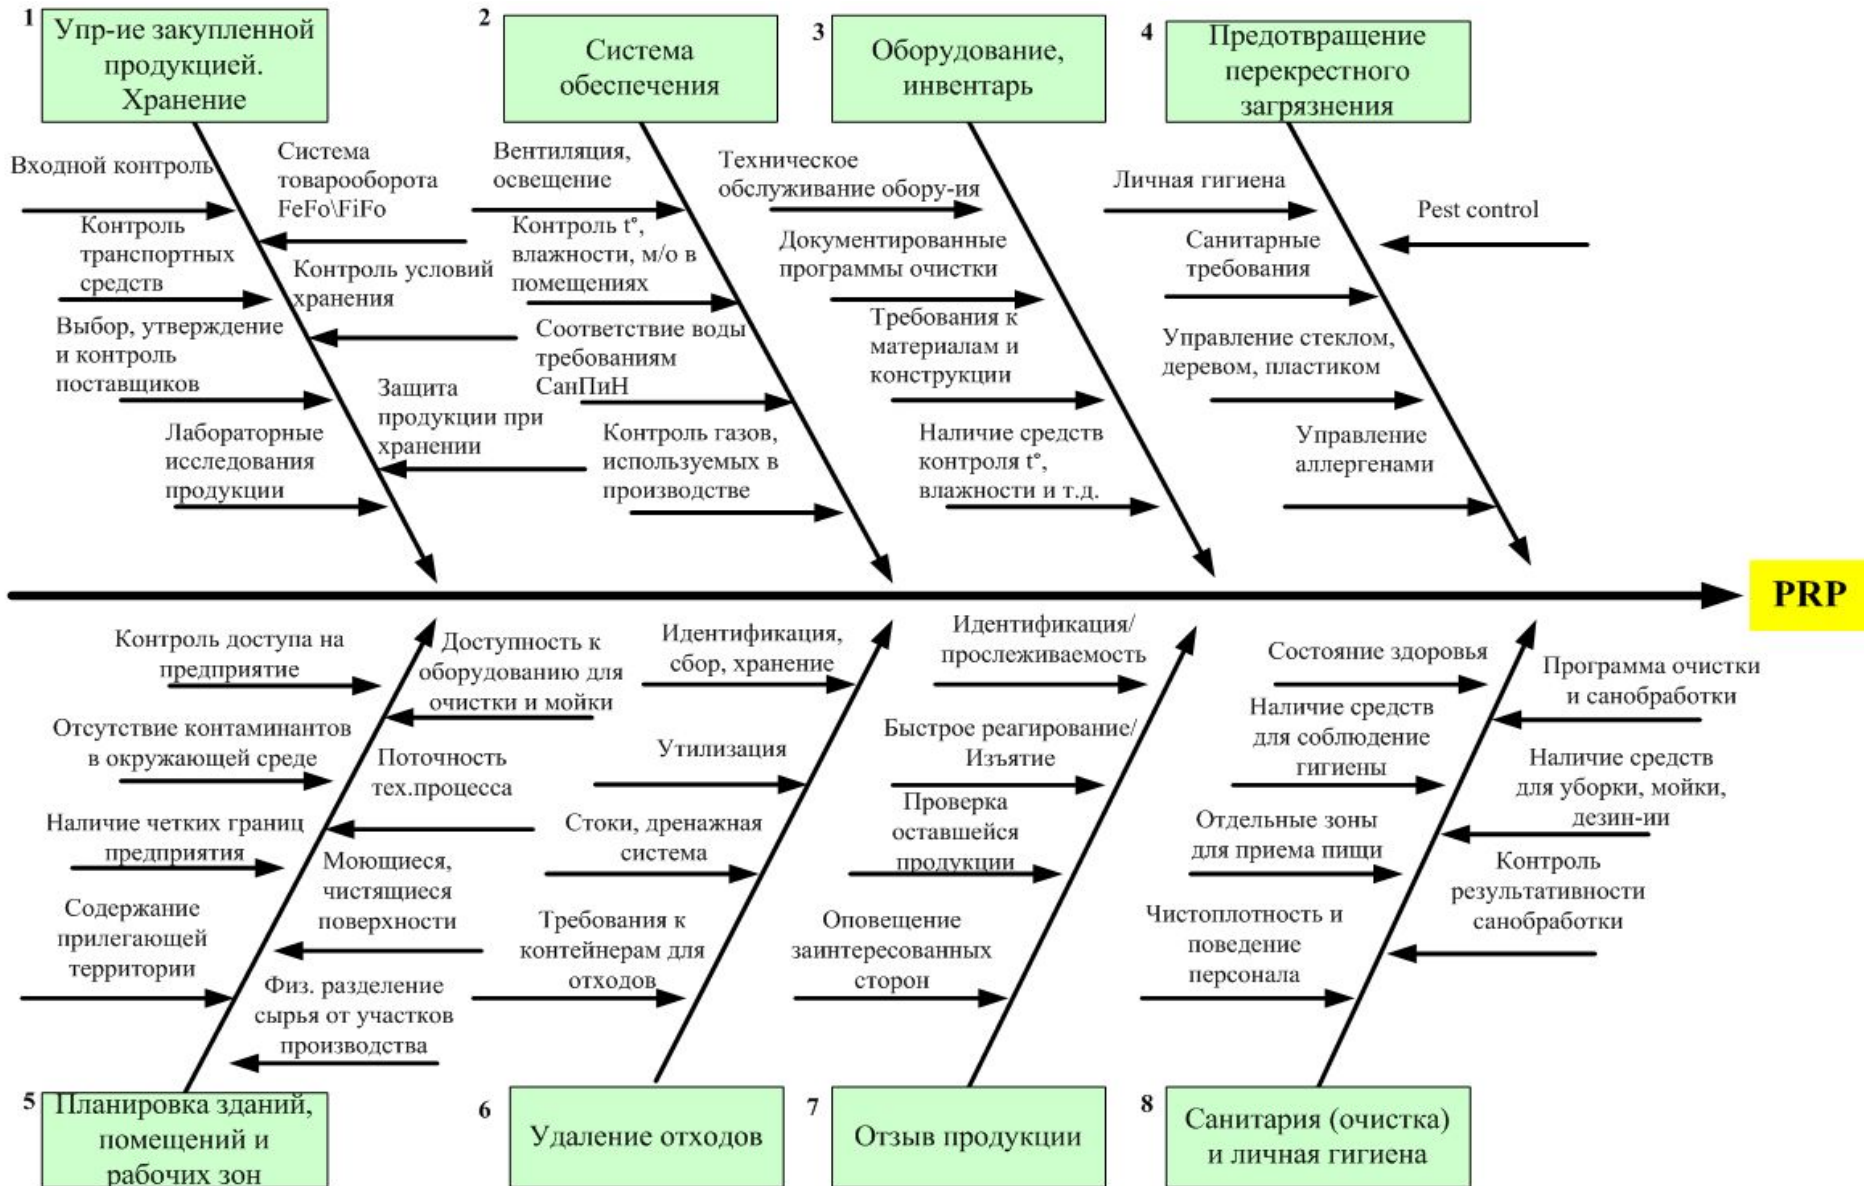 1
Упр-ие закупленной
продукцией.
Хранение
Входной контроль
Контроль
транспортных
средств
Выбор, утверждение
и контроль
поставщиков
Лабораторные
исследования
продукции
Система
товарооборота
FeFo\FiFo
Контроль условий
хранения
Защита
продукции при
хранении
2
Система
обеспечения
Вентиляция,
освещение
Контроль t°,
влажности, м/о в
помещениях
Соответствие воды
требованиям
СанПиН
Контроль газов,
используемых в
производстве
3
Оборудование,
инвентарь
Техническое
обслуживание обору-ия
Документированные
программы очистки
Требования к
материалам и
конструкции
Наличие средств
контроля t°,
влажности и т.д.
4
Предотвращение
перекрестного
загрязнения
Личная гигиена
Санитарные
требования
Управление стеклом,
деревом, пластиком
Управление
аллергенами
Pest control
PRP
Контроль доступа на
предприятие
Отсутствие контаминантов
в окружающей среде
Наличие четких границ
предприятия
Содержание
прилегающей
территории
Доступность к
оборудованию для
очистки и мойки
Поточность
тех.процесса
Моющиеся,
чистящиеся
поверхности
Физ. разделение
сырья от участков
производства
5
Планировка зданий,
помещений и
рабочих зон
Идентификация,
сбор, хранение
Утилизация
Стоки, дренажная
система
Требования к
контейнерам для
отходов
6
Удаление отходов
Идентификация/
прослеживаемость
Быстрое реагирование/
Изъятие
Проверка
оставшейся
продукции
Оповещение
заинтересованных
сторон
7
Отзыв продукции
Состояние здоровья
Наличие средств
для соблюдение
гигиены
Отдельные зоны
для приема пищи
Чистоплотность и
поведение
персонала
Программа очистки
и санобработки
Наличие средств
для уборки, мойки,
дезин-ии
Контроль
результативности
санобработки
8
Санитария (очистка)
и личная гигиена